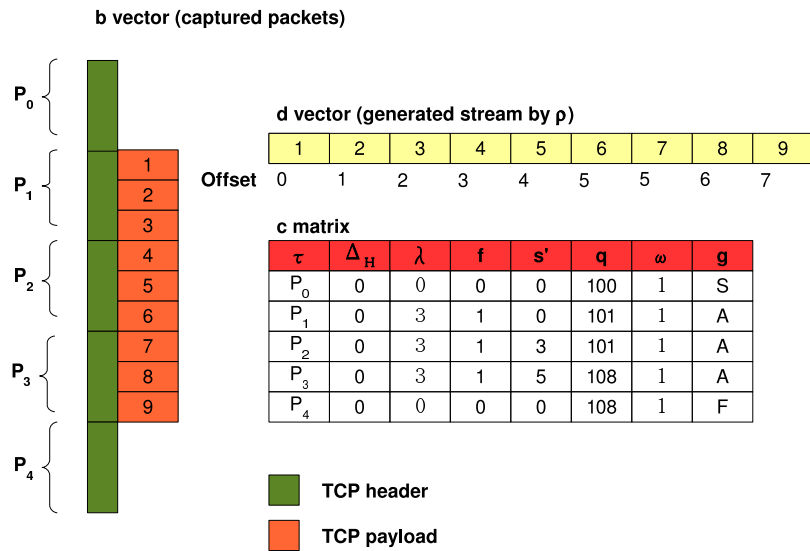 b vector (captured packets)
P0
P1
P2
P3
P4
1
2
3
4
5
6
7
8
9
d vector (generated stream by ρ)
1 2 3 4 5 6 7 8 9
Offset 0 1 2 3 4 5 5 6 7
c matrix
τ ΔH λ f s' q ω g
P0 0 0 0 0 100 1 S
P1 0 3 1 0 101 1 A
P2 0 3 1 3 101 1 A
P3 0 3 1 5 108 1 A
P4 0 0 0 0 108 1 F
TCP header
TCP payload